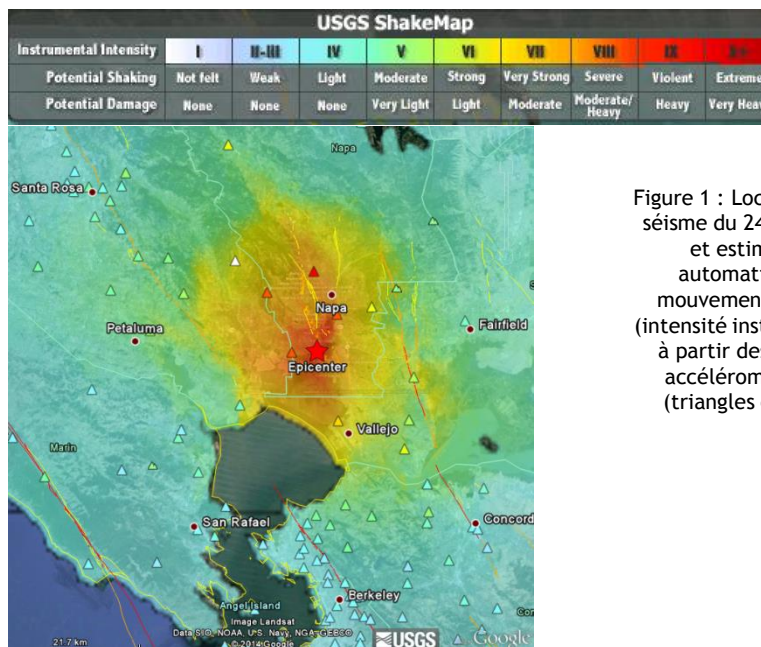 USGS ShakeMap
Instrumental Intensity I II-III IV V VI VII VIII IX X+
Potential Shaking Not felt Weak Light Moderate Strong Very Strong Severe Violent Extreme
Potential Damage None None None Very Light Light Moderate Moderate/Heavy Heavy Very Heav
Napa
Santa Rosa
Figure 1 : Loc
séisme du 24
et estim
automati
mouvemen
(intensité inst
à partir des
accélérom
(triangles
Napa
Petaluma
Fairfield
Epicenter
Vallejo
Marin
San Rafael
Concord
Berkeley
Angel Island
Image Landsat
Data SIO, NOAA, U.S. Navy, NGA, GEBCO
© 2014 Google
21.7 km
USGS
Google